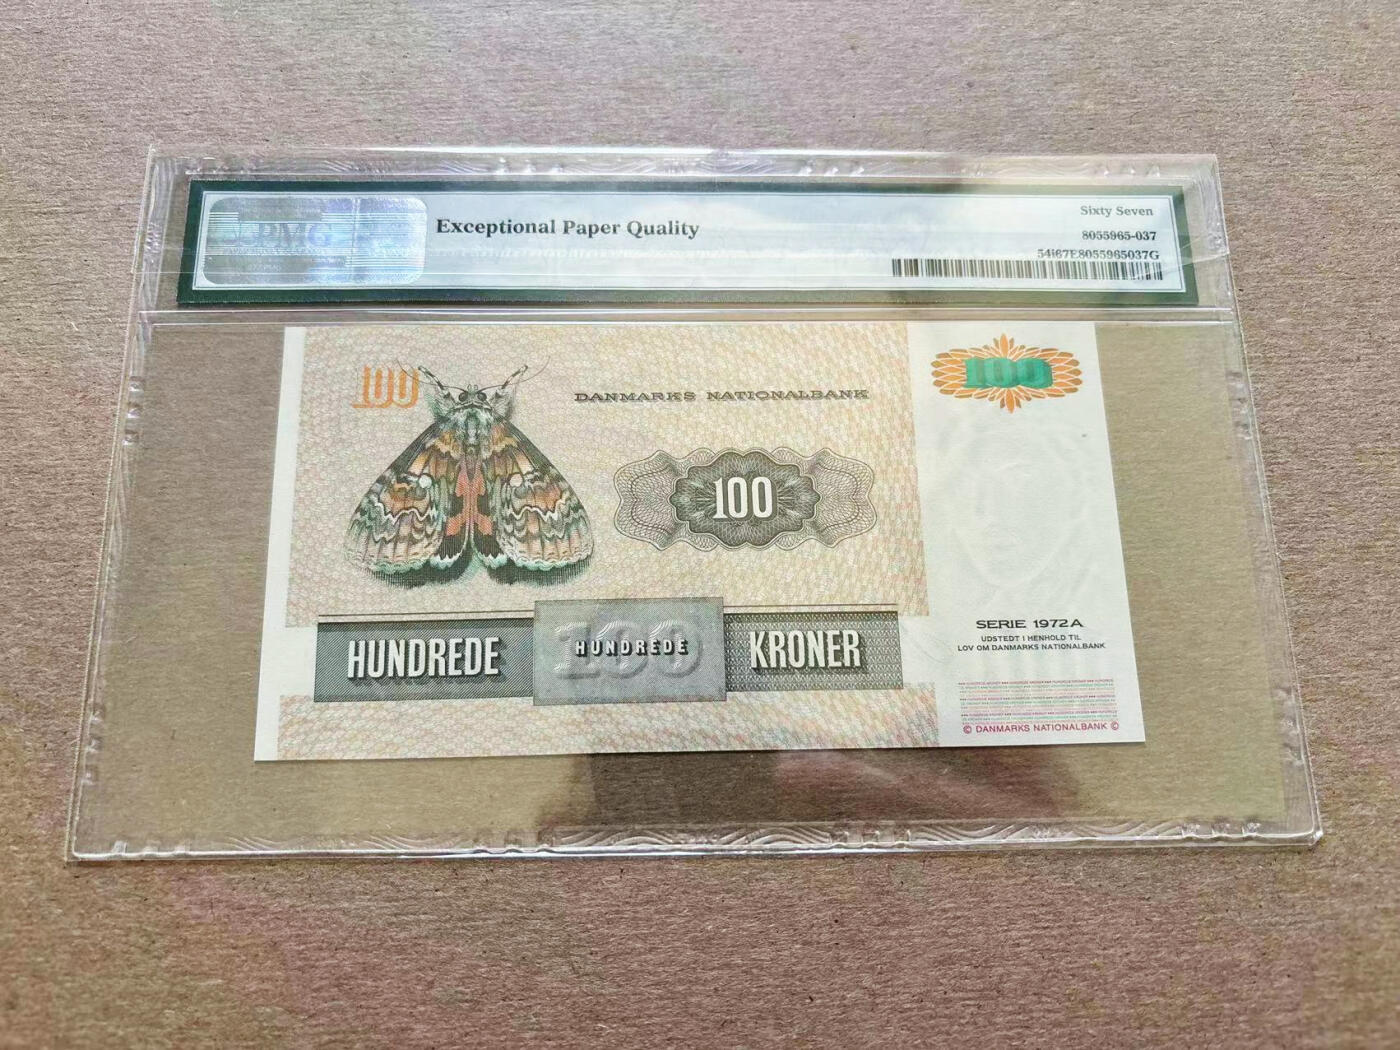 PMG
Exceptional Paper Quality
Sixty Seven
8055965-037
54i67E8055965037G
100
DANMARKS NATIONALBANK
100
100
HUNDREDE
100
HUNDREDE
KRONER
SERIE 1972A
UDSTEDT I HENHOLD TIL
LOV OM DANMARKS NATIONALBANK
© DANMARKS NATIONALBANK ©